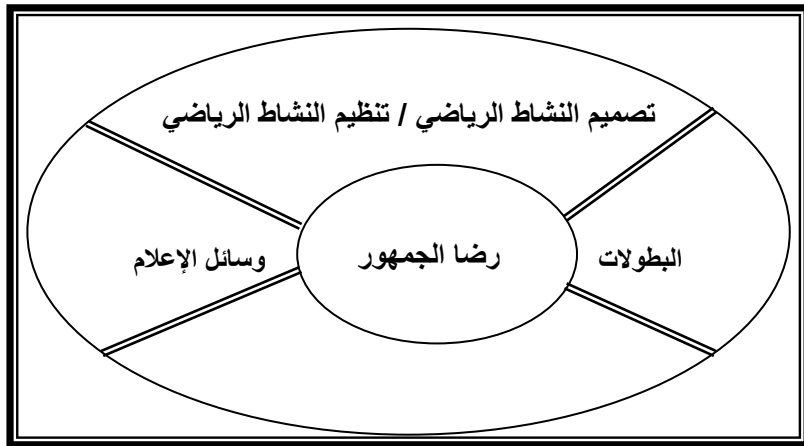 تصميم النشاط الرياضي / تنظيم النشاط الرياضي
رضا الجمهور
البطولات
وسائل الإعلام